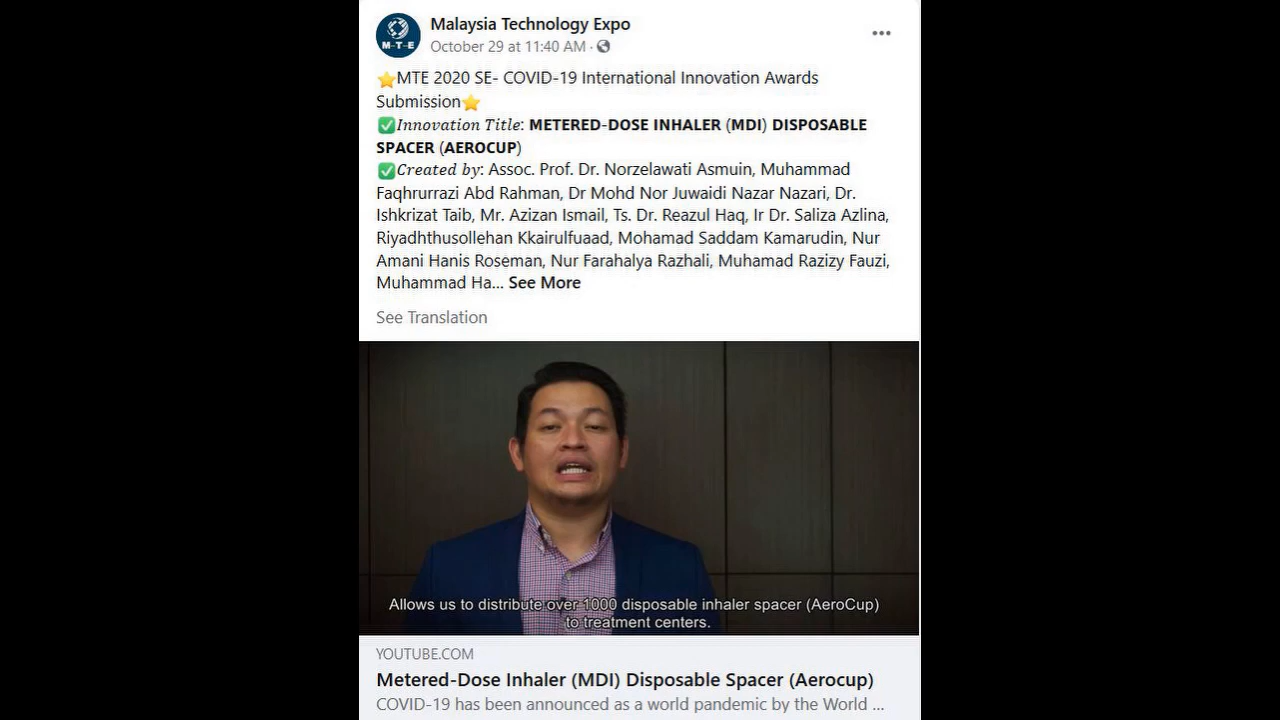 Malaysia Technology Expo
October 29 at 11:40 AM ·
M-T-E
⭐MTE 2020 SE- COVID-19 International Innovation Awards
Submission⭐
✅Innovation Title: METERED-DOSE INHALER (MDI) DISPOSABLE
SPACER (AEROCUP)
✅Created by: Assoc. Prof. Dr. Norzelawati Asmuin, Muhammad
Faqhrurrazi Abd Rahman, Dr Mohd Nor Juwaidi Nazar Nazari, Dr.
Ishkrizat Taib, Mr. Azizan Ismail, Ts. Dr. Reazul Haq, Ir Dr. Saliza Azlina,
Riyadhthusollehan Kkairulfuaad, Mohamad Saddam Kamarudin, Nur
Amani Hanis Roseman, Nur Farahalya Razhali, Muhamad Razizy Fauzi,
Muhammad Ha... See More
See Translation
Allows us to distribute over 1000 disposable inhaler spacer (AeroCup)
to treatment centers.
YOUTUBE.COM
Metered-Dose Inhaler (MDI) Disposable Spacer (Aerocup)
COVID-19 has been announced as a world pandemic by the World ...